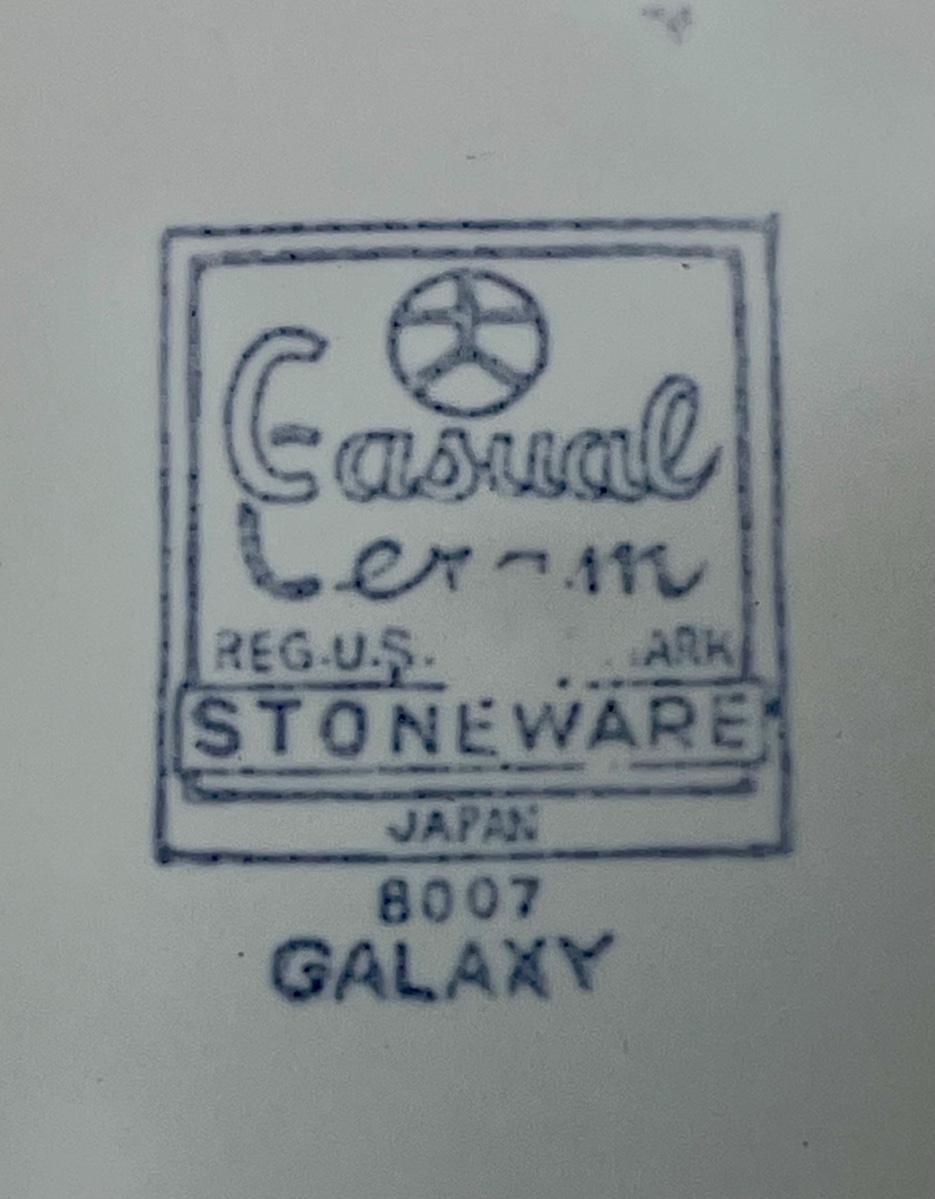 Casual
REG.U.S.
STONEWARE
JAPAN
8007
GALAXY